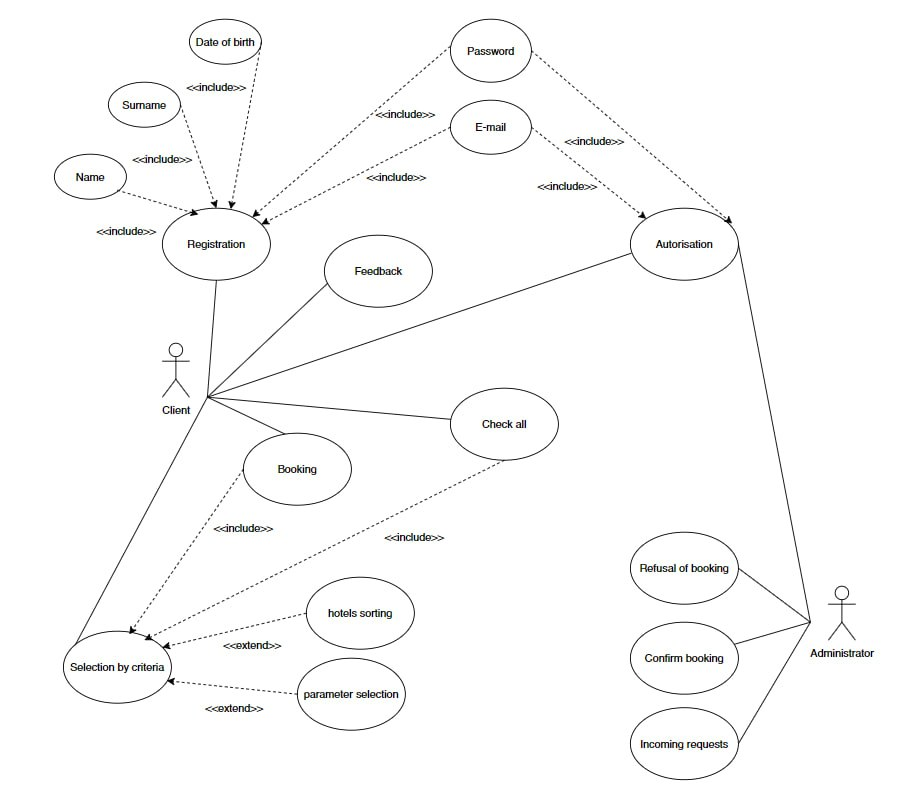 Date of birth
Password
<<include>>
Surname
<<include>>
E-mail
<<include>>
<<include>>
Name
<<include>>
<<include>>
<<include>>
Registration
Autorisation
Feedback
Client
Check all
Booking
<<include>>
<<include>>
Refusal of booking
hotels sorting
<<extend>>
Administrator
Confirm booking
Selection by criteria
parameter selection
<<extend>>
Incoming requests